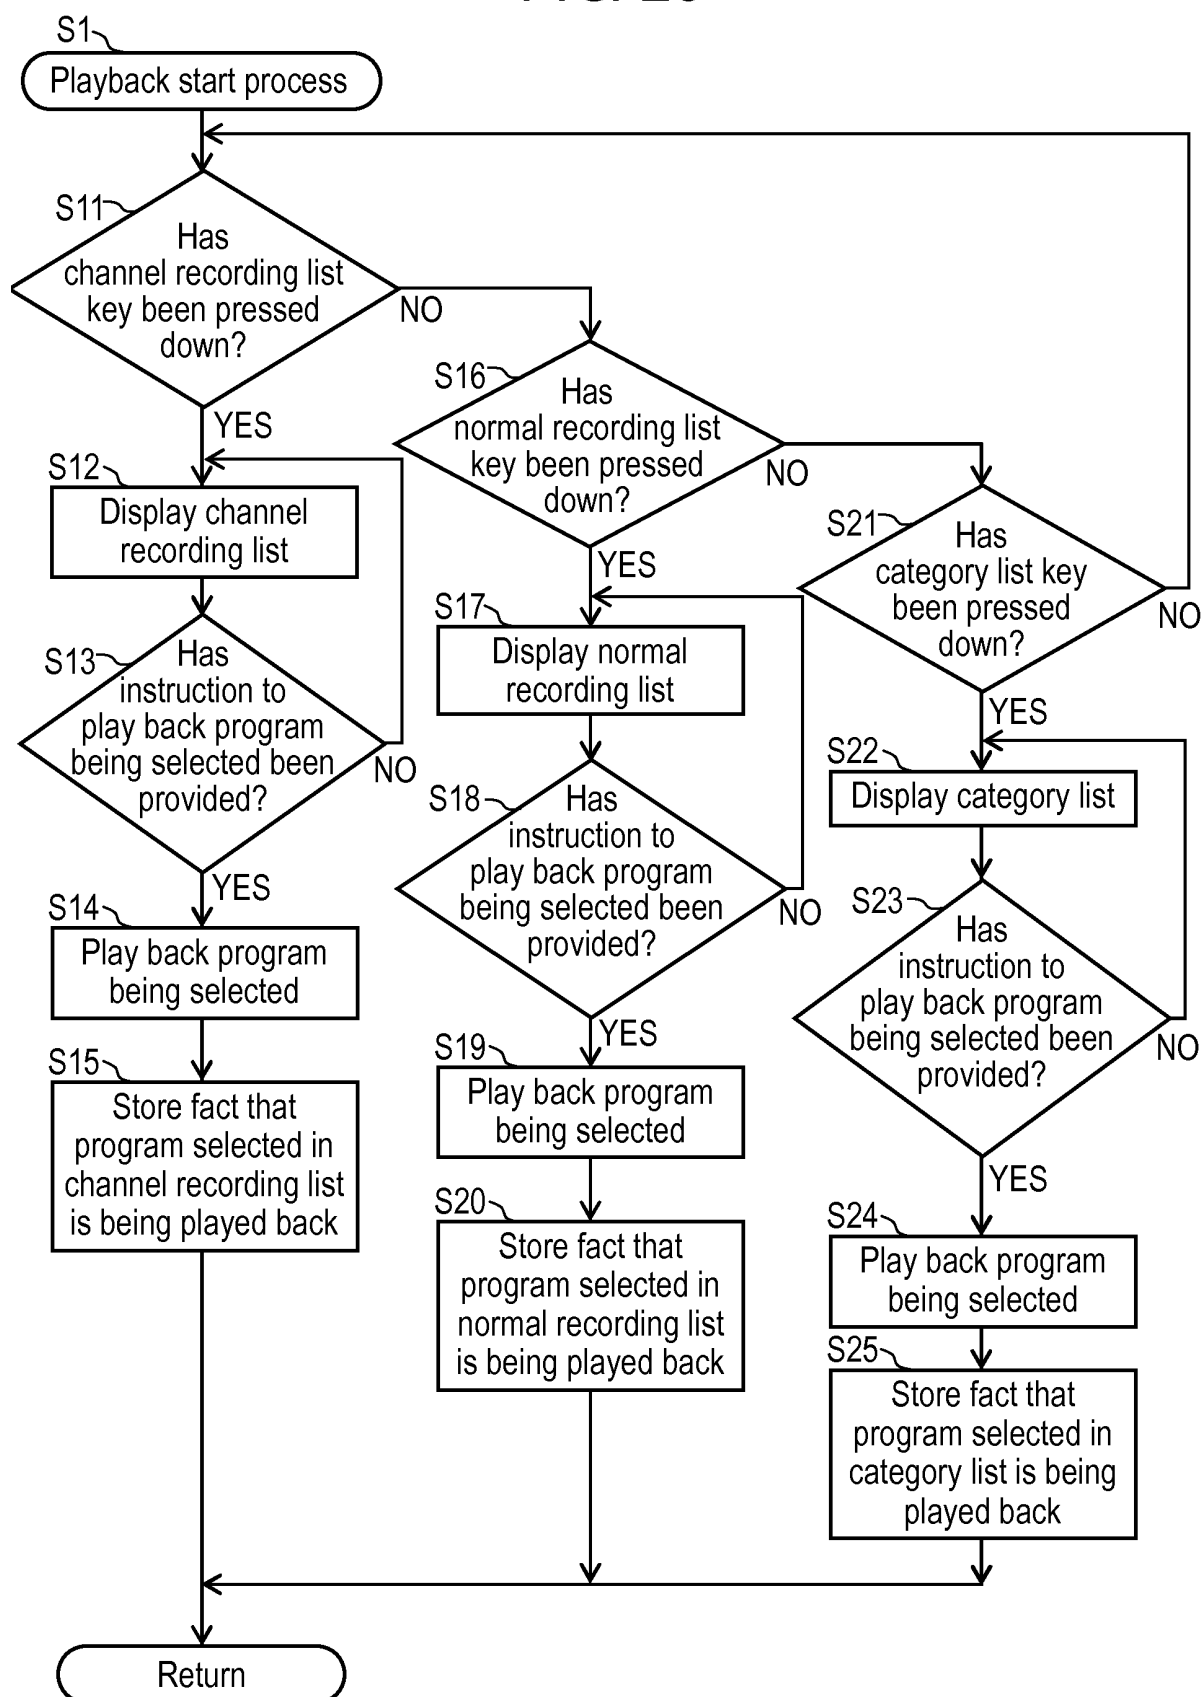 S1
Playback start process
S11
Has
channel recording list
key been pressed
down?
NO
YES
S16
Has
normal recording list
key been pressed
down?
NO
YES
S21
Has
category list key
been pressed
down?
NO
YES
S12
Display channel
recording list
S13
Has
instruction to
play back program
being selected been
provided?
NO
YES
S14
Play back program
being selected
S15
Store fact that
program selected in
channel recording list
is being played back
S17
Display normal
recording list
S18
Has
instruction to
play back program
being selected been
provided?
NO
YES
S19
Play back program
being selected
S20
Store fact that
program selected in
normal recording list
is being played back
S22
Display category list
S23
Has
instruction to
play back program
being selected been
provided?
NO
YES
S24
Play back program
being selected
S25
Store fact that
program selected in
category list is being
played back
Return